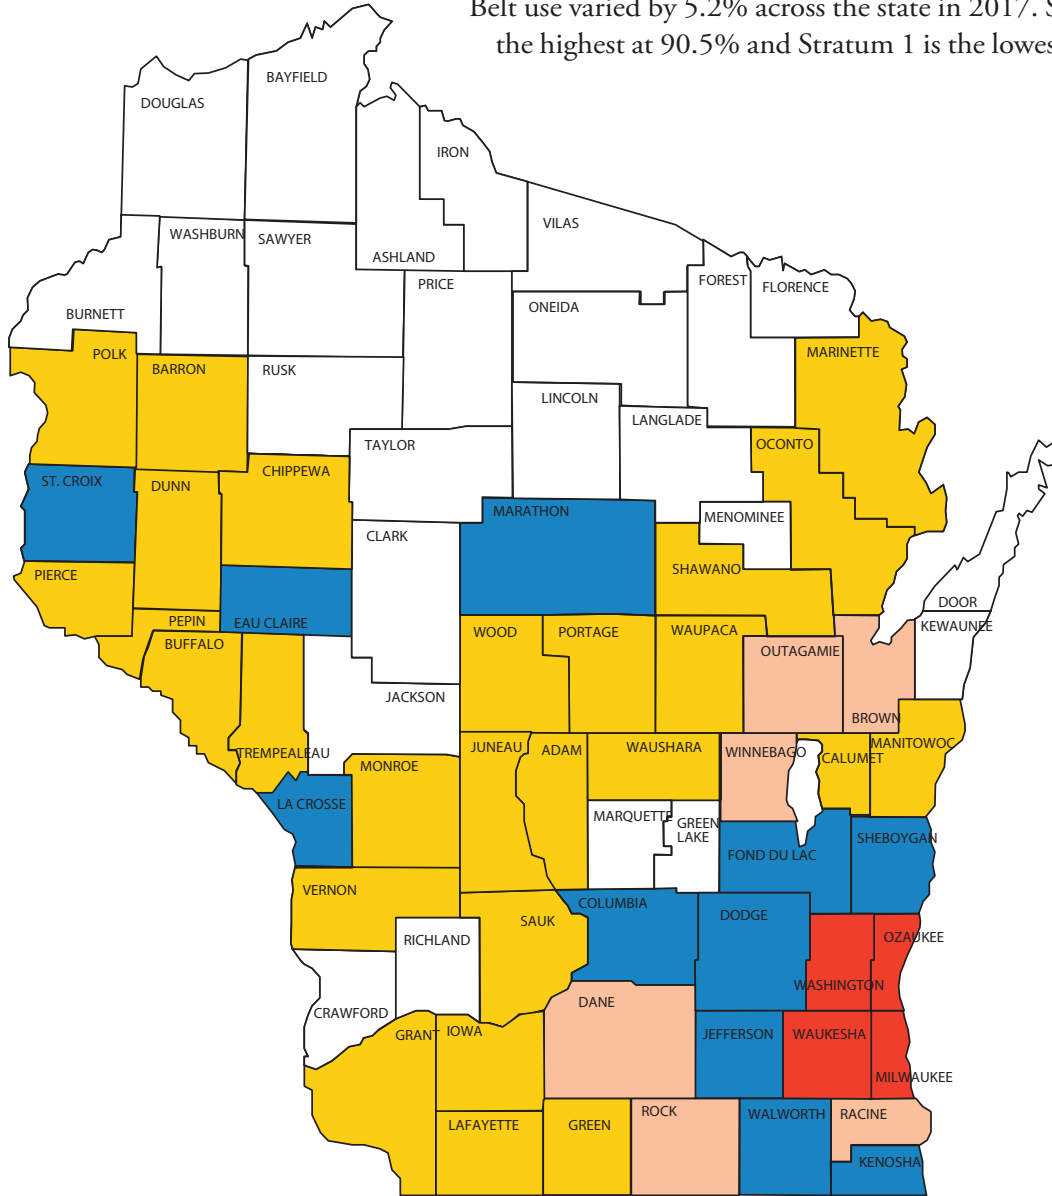 Belt use varied by 5.2% across the state in 2017. S
the highest at 90.5% and Stratum 1 is the lowes
BAYFIELD
DOUGLAS
IRON
VILAS
WASHBURN
SAWYER
ASHLAND
PRICE
FOREST
FLORENCE
ONEIDA
BURNETT
POLK
BARRON
RUSK
MARINETTE
LINCOLN
LANGLADE
TAYLOR
OCONTO
CHIPPEWA
ST. CROIX
DUNN
MARATHON
MENOMINEE
CLARK
SHAWANO
PIERCE
DOOR
PEPIN
EAU CLAIRE
KEWAUNEE
WOOD
PORTAGE
WAUPACA
BUFFALO
OUTAGAMIE
JACKSON
BROWN
TREMPEALEAU
JUNEAU
ADAM
WAUSHARA
WINNEBAGO
MANITOWOC
CALUMET
MONROE
LA CROSSE
MARQUETTE
GREEN
LAKE
SHEBOYGAN
FOND DU LAC
VERNON
COLUMBIA
DODGE
SAUK
RICHLAND
OZAUKEE
WASHINGTON
DANE
CRAWFORD
GRANT
IOWA
JEFFERSON
WAUKESHA
MILWAUKEE
LAFAYETTE
GREEN
ROCK
WALWORTH
RACINE
KENOSHA